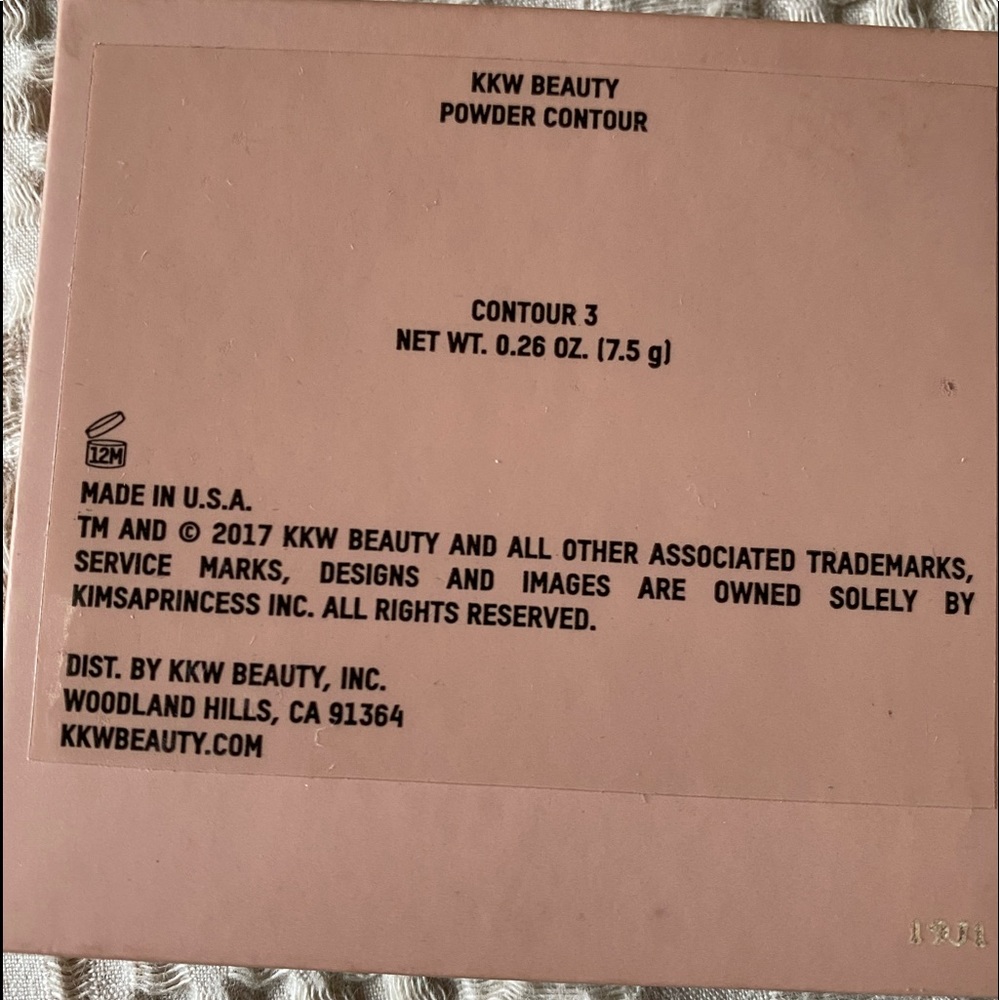 KKW BEAUTY
POWDER CONTOUR
CONTOUR 3
NET WT. 0.26 OZ. (7.5 g)
12M
MADE IN U.S.A.
TM AND © 2017 KKW BEAUTY AND ALL OTHER ASSOCIATED TRADEMARKS,
SERVICE MARKS, DESIGNS AND IMAGES ARE OWNED SOLELY BY
KIMSAPRINCESS INC. ALL RIGHTS RESERVED.
DIST. BY KKW BEAUTY, INC.
WOODLAND HILLS, CA 91364
KKWBEAUTY.COM